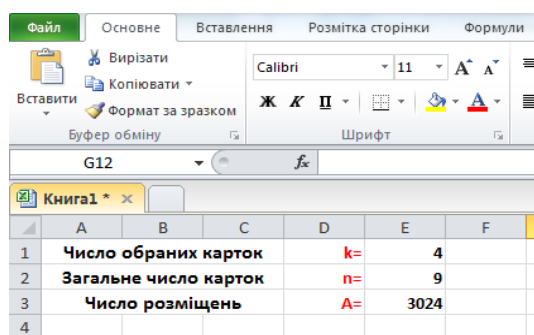 Файл Основне Вставлення Розмітка сторінки Формули
Вирізати
Копіювати
Вставити
Формат за зразком
Calibri 11 A A
Ж К П А
Буфер обміну Шрифт
G12 fx
Книга1 *
A B C D E F
1 Число обраних карток k= 4
2 Загальне число карток n= 9
3 Число розміщень A= 3024
4